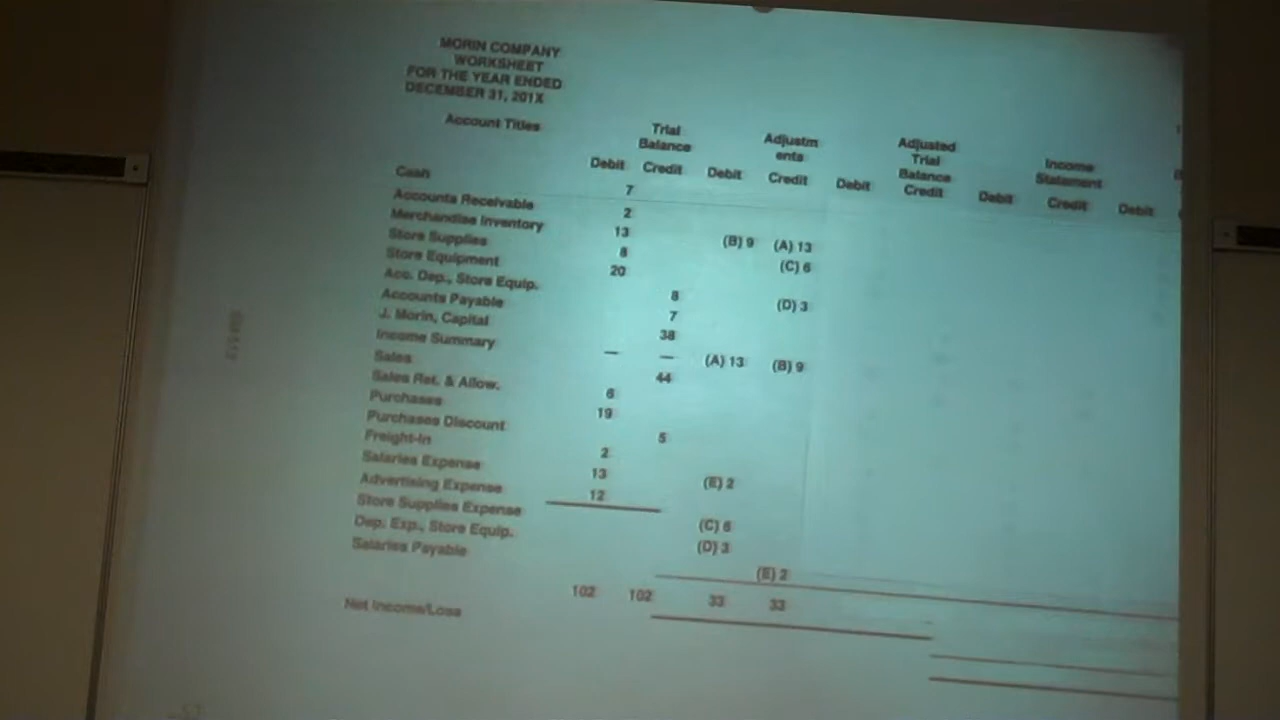 MORIN COMPANY
WORKSHEET
FOR THE YEAR ENDED
DECEMBER 31, 201X
Account Titles
Trial Balance
Adjustm ents
Adjusted Trial Balance
Income Statement
Debit Credit Debit Credit Debit Credit Debit Credit Debit
Cash 7
Accounts Receivable 2
Merchandise Inventory 13 (B) 9 (A) 13
Store Supplies 8 (C) 6
Store Equipment 20
Acc. Dep., Store Equip. 8 (D) 3
Accounts Payable 7
J. Morin, Capital 38
Income Summary — — (A) 13 (B) 9
Sales 44
Sales Ret. & Allow. 6
Purchases 19
Purchases Discount 5
Freight-In 2
Salaries Expense 13 (E) 2
Advertising Expense 12
Store Supplies Expense (C) 6
Dep. Exp., Store Equip. (D) 3
Salaries Payable (E) 2
102 102 33 33
Net Income/Loss